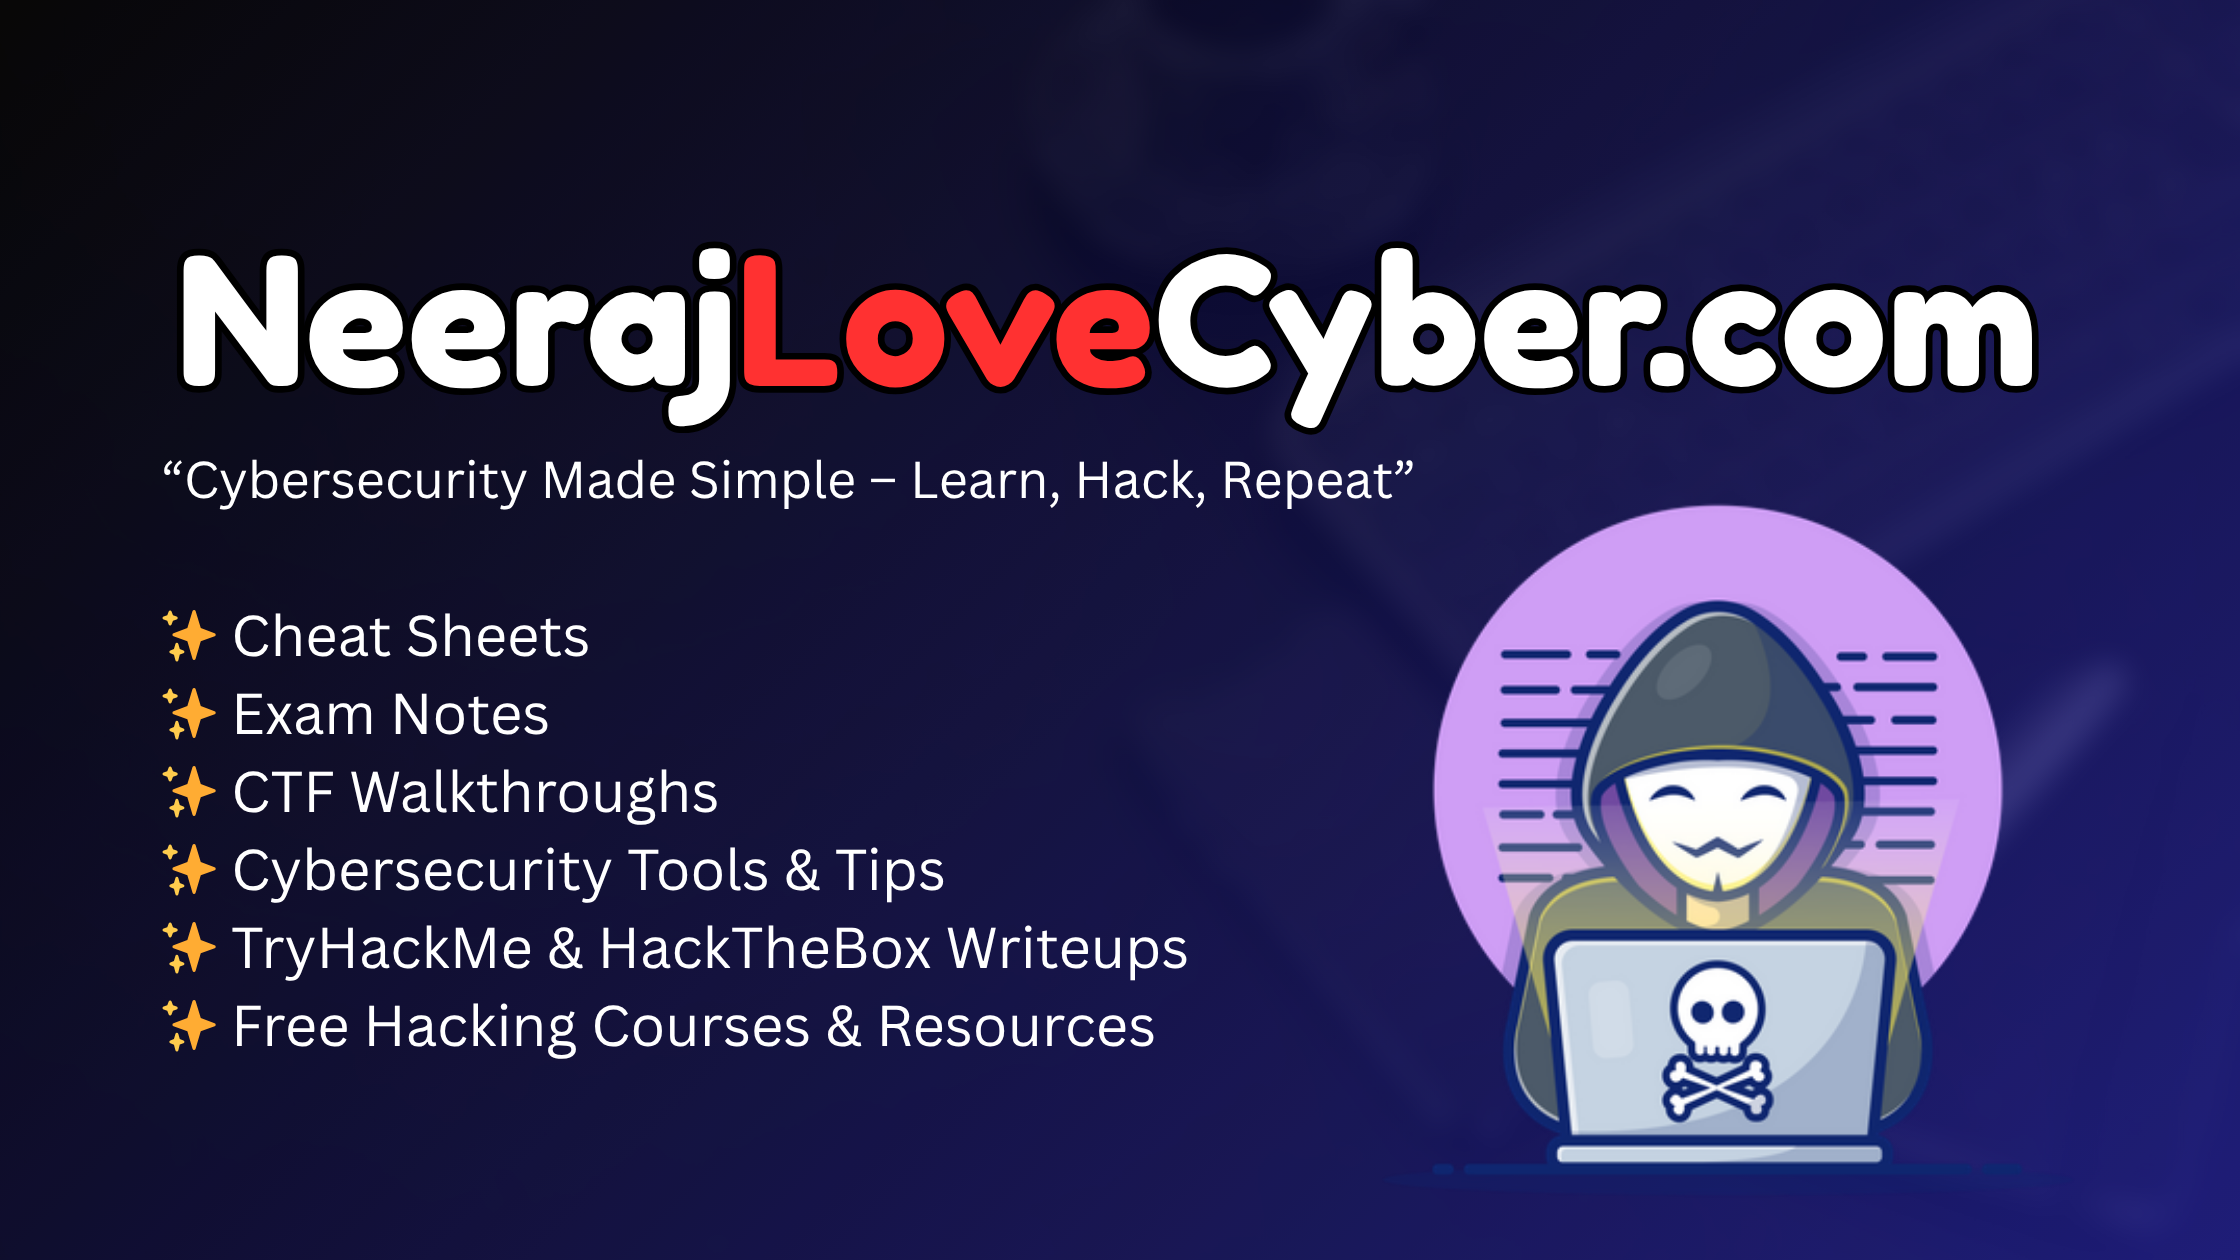 NeerajLoveCyber.com
“Cybersecurity Made Simple – Learn, Hack, Repeat”
✨ Cheat Sheets
✨ Exam Notes
✨ CTF Walkthroughs
✨ Cybersecurity Tools & Tips
✨ TryHackMe & HackTheBox Writeups
✨ Free Hacking Courses & Resources